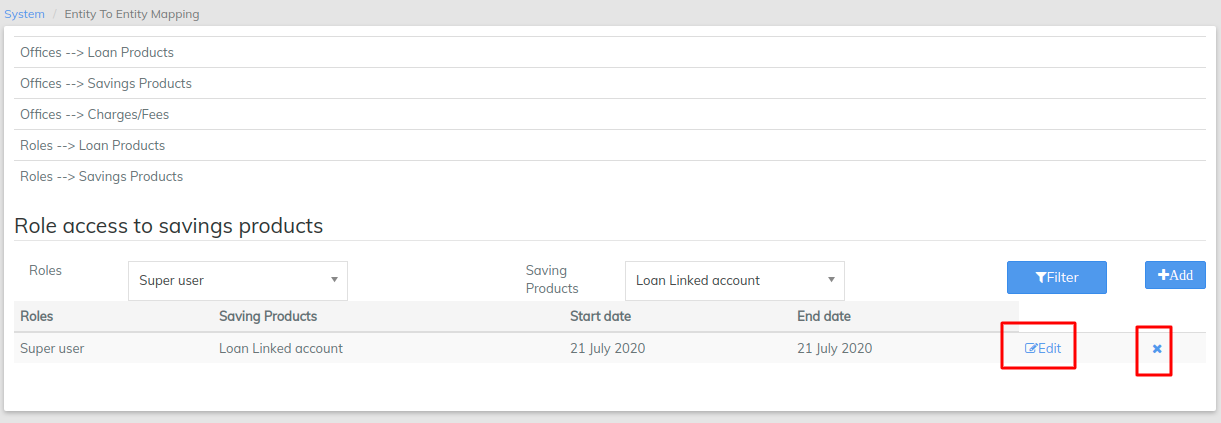 System / Entity To Entity Mapping
Offices --> Loan Products
Offices --> Savings Products
Offices --> Charges/Fees
Roles --> Loan Products
Roles --> Savings Products
Role access to savings products
Roles Super user Saving Products Loan Linked account Filter Add
Roles Saving Products Start date End date
Super user Loan Linked account 21 July 2020 21 July 2020 Edit